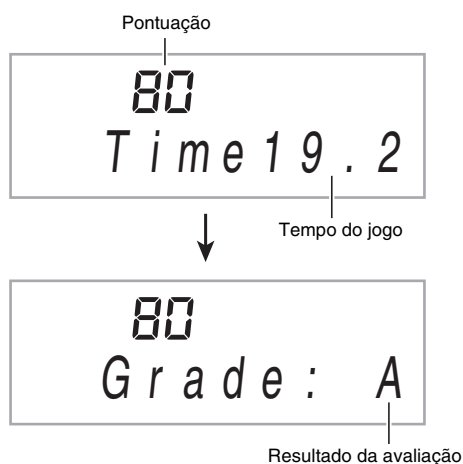 Pontuação
80
Time19.2
Tempo do jogo
80
Grade: A
Resultado da avaliação